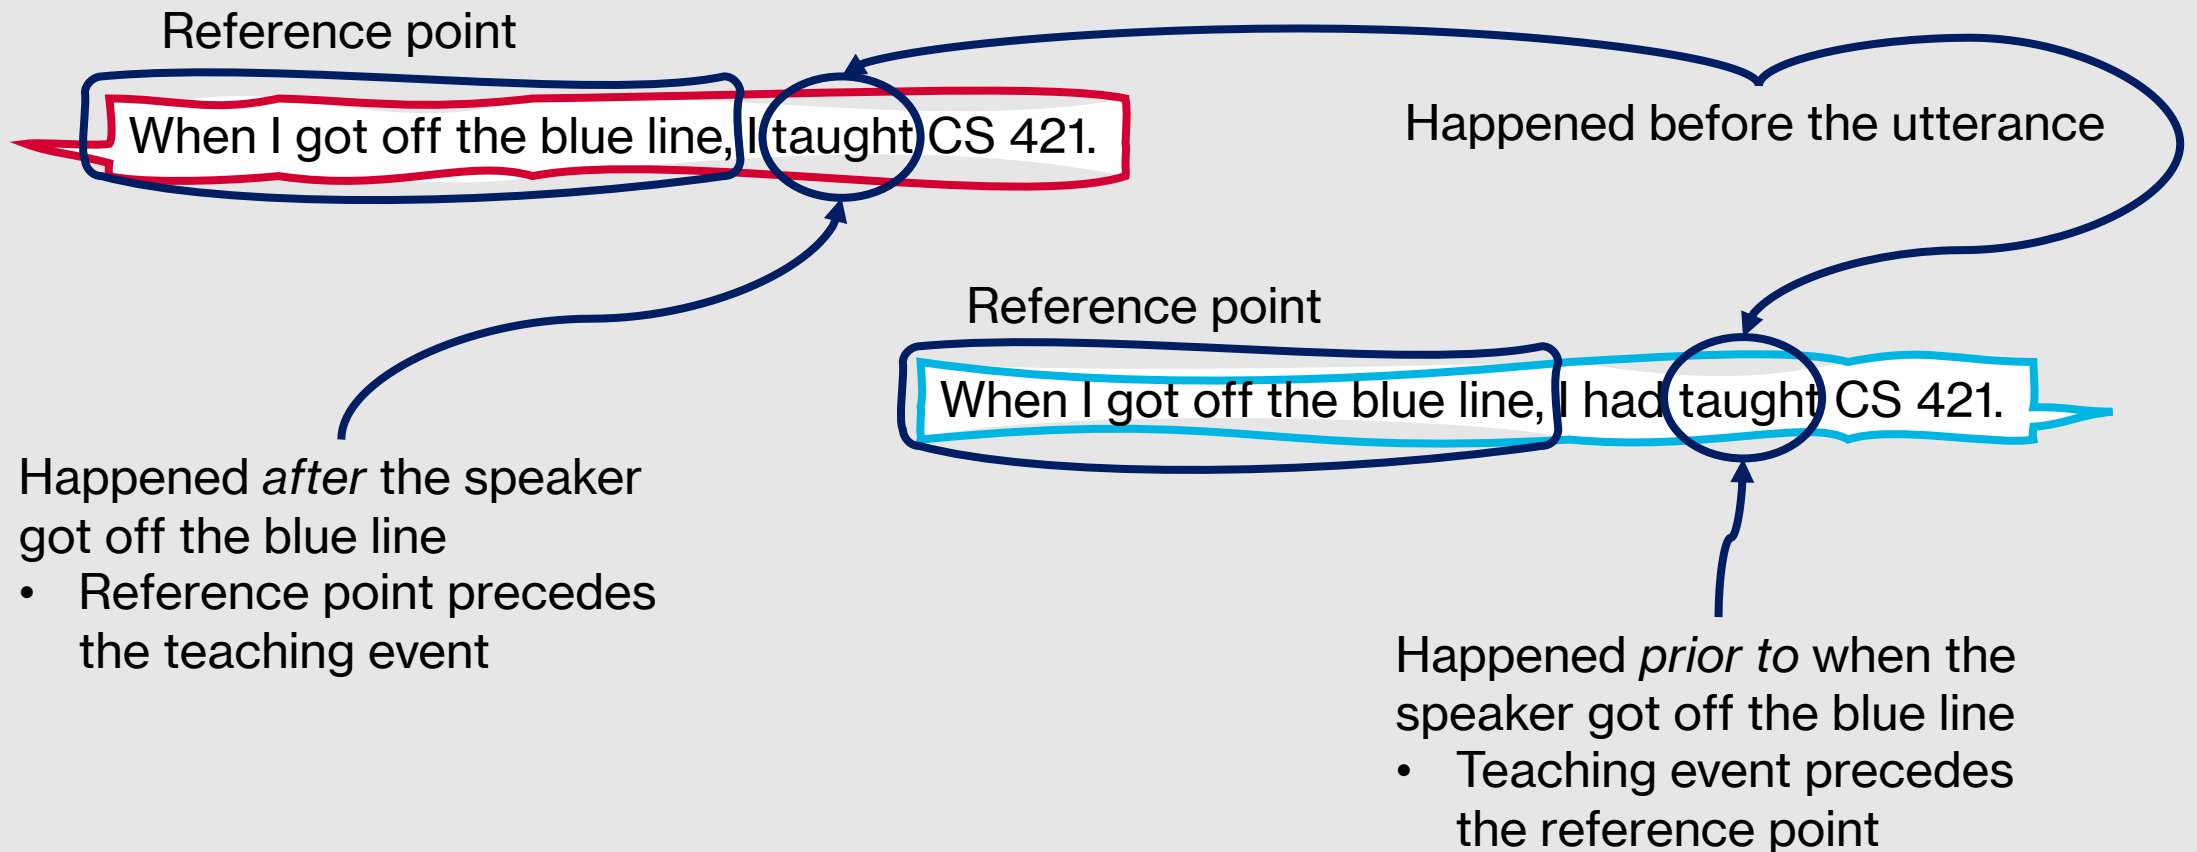 Reference point
When I got off the blue line, I taught CS 421.
Happened before the utterance
Reference point
When I got off the blue line, I had taught CS 421.
Happened after the speaker
got off the blue line
• Reference point precedes
the teaching event
Happened prior to when the
speaker got off the blue line
• Teaching event precedes
the reference point